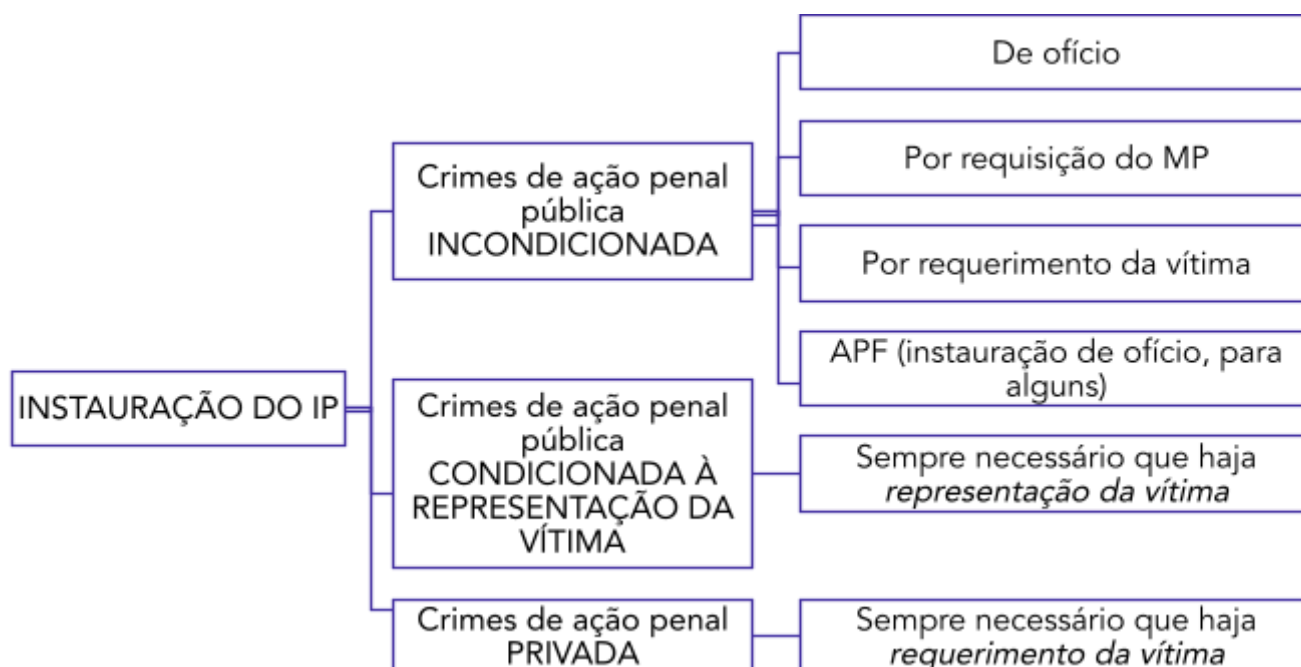 INSTAURAÇÃO DO IP
Crimes de ação penal
pública
INCONDICIONADA
De ofício
Por requisição do MP
Por requerimento da vítima
APF (instauração de ofício, para
alguns)
Crimes de ação penal
pública
CONDICIONADA À
REPRESENTAÇÃO DA
VÍTIMA
Sempre necessário que haja
representação da vítima
Crimes de ação penal
PRIVADA
Sempre necessário que haja
requerimento da vítima